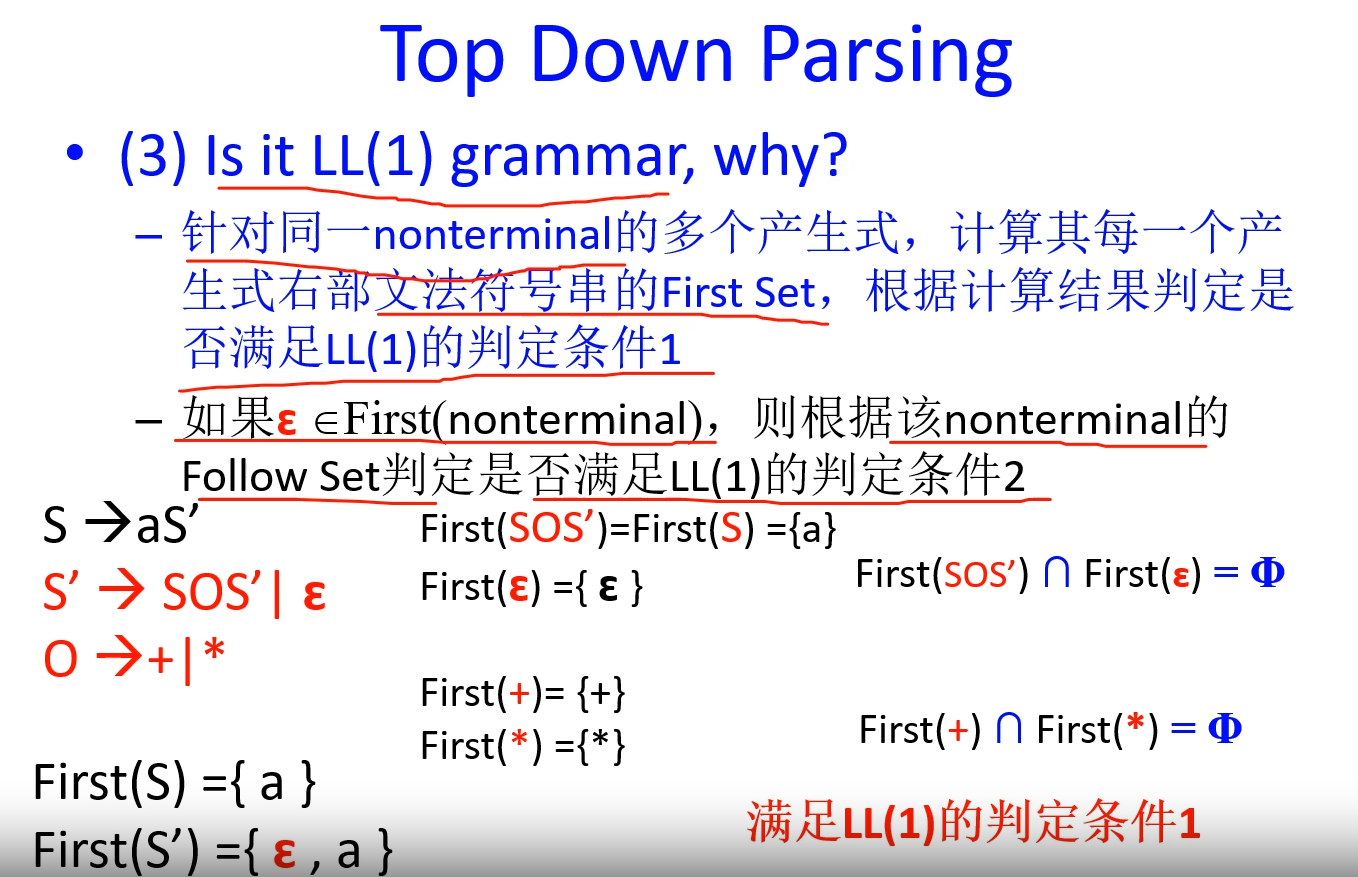 Top Down Parsing
• (3) Is it LL(1) grammar, why?
– 针对同一nonterminal的多个产生式，计算其每一个产
生式右部文法符号串的First Set，根据计算结果判定是
否满足LL(1)的判定条件1
– 如果ε ∈First(nonterminal)，则根据该nonterminal的
Follow Set判定是否满足LL(1)的判定条件2
S →aS’
S’ → SOS’| ε
O →+|*
First(SOS’)=First(S) ={a}
First(ε) ={ ε }
First(SOS’) ∩ First(ε) = Φ
First(+)= {+}
First(*) ={*}
First(+) ∩ First(*) = Φ
First(S) ={ a }
First(S’) ={ ε , a }
满足LL(1)的判定条件1